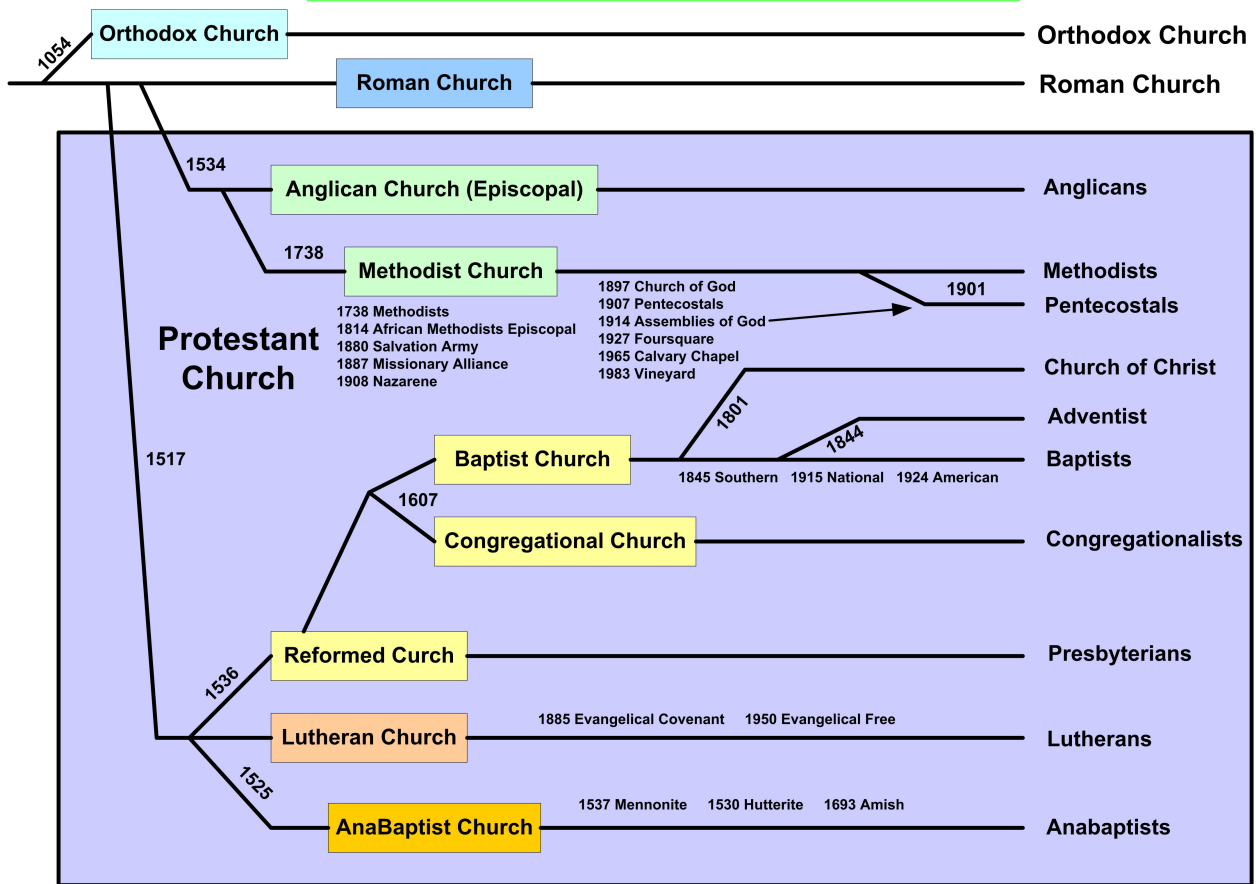 1054
Orthodox Church
Orthodox Church
Roman Church
Roman Church
1534
Anglican Church (Episcopal)
Anglicans
1738
Methodist Church
Methodists
1901
Pentecostals
1897 Church of God
1907 Pentecostals
1914 Assemblies of God
1927 Foursquare
1965 Calvary Chapel
1983 Vineyard
1738 Methodists
1814 African Methodists Episcopal
1880 Salvation Army
1887 Missionary Alliance
1908 Nazarene
Protestant
Church
Church of Christ
1801
Adventist
1844
1517
Baptist Church
Baptists
1845 Southern 1915 National 1924 American
1607
Congregational Church
Congregationalists
Reformed Curch
Presbyterians
1536
1885 Evangelical Covenant 1950 Evangelical Free
Lutheran Church
Lutherans
1525
1537 Mennonite 1530 Hutterite 1693 Amish
AnaBaptist Church
Anabaptists